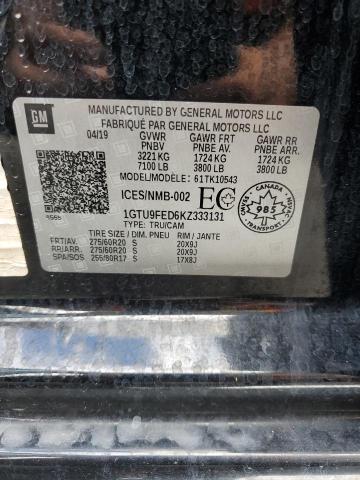 GM
MFD BY GENERAL MOTORS LLC
FABRIQUÉ PAR GENERAL MOTORS LLC
04/19 GVWR GAWR FRT GAWR RR
PNBV PNBE AV. PNBE ARR.
3221 KG 1724 KG 1724 KG
7100 LB 3800 LB 3800 LB
MODEL/MODÈLE: 61TK10543
ICES/NMB-002 EC
CANADA
985
1GTU9FED6KZ333131
TYPE: TRU/CAM
TIRE SIZE / DIM. PNEU RIM / JANTE
FRT/AV. 275/60R20 S 20X9J
RR/ARR. 275/60R20 S 20X9J
SPA/SOS 255/80R17 S 17X8J